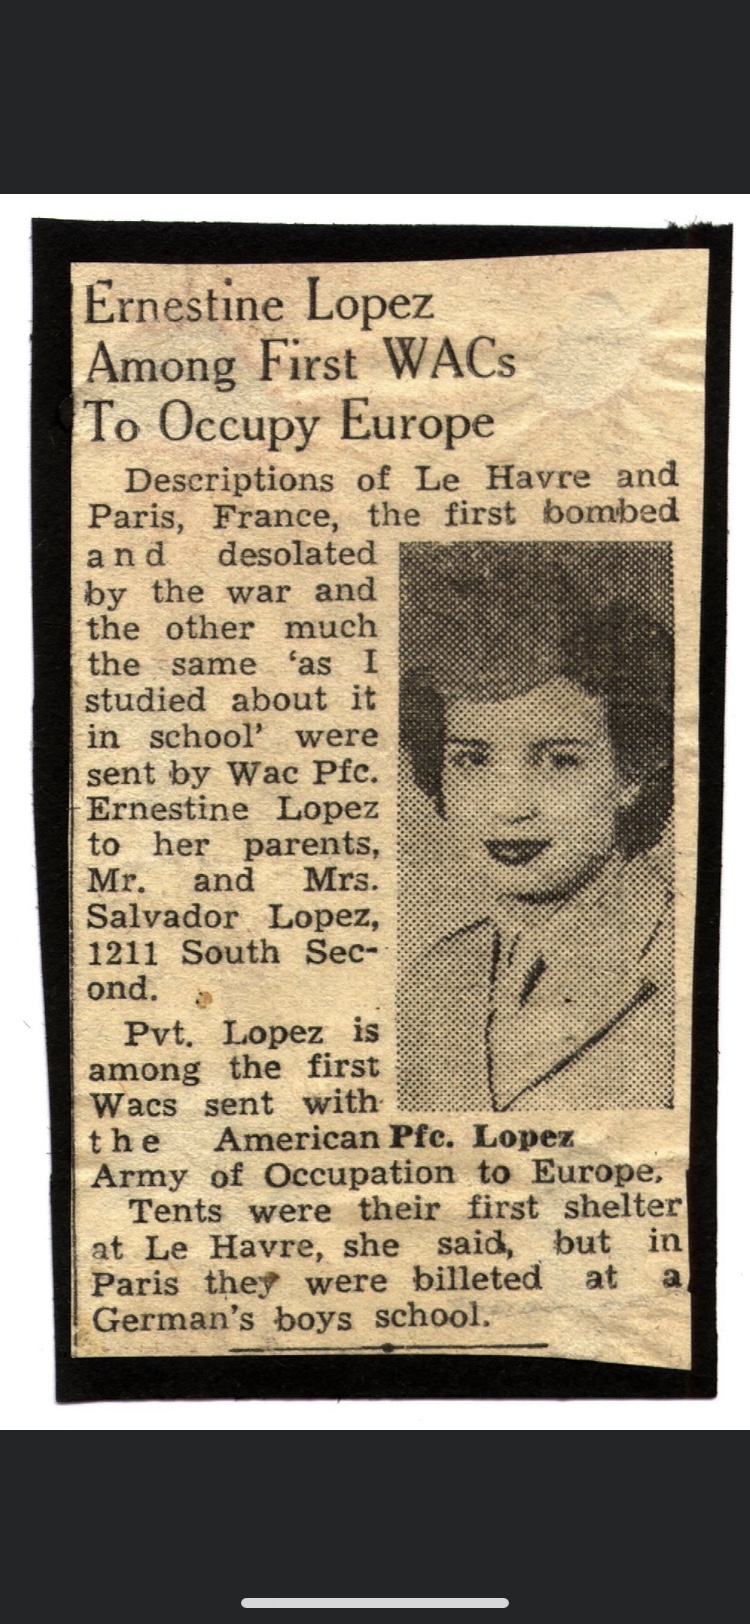 Ernestine Lopez
Among First WACs
To Occupy Europe
Descriptions of Le Havre and
Paris, France, the first bombed
and desolated
by the war and
the other much
the same ‘as I
studied about it
in school’ were
sent by Wac Pfc.
Ernestine Lopez
to her parents,
Mr. and Mrs.
Salvador Lopez,
1211 South Sec-
ond.
Pvt. Lopez is
among the first
Wacs sent with
the American
Pfc. Lopez
Army of Occupation to Europe.
Tents were their first shelter
at Le Havre, she said, but in
Paris they were billeted at a
German's boys school.